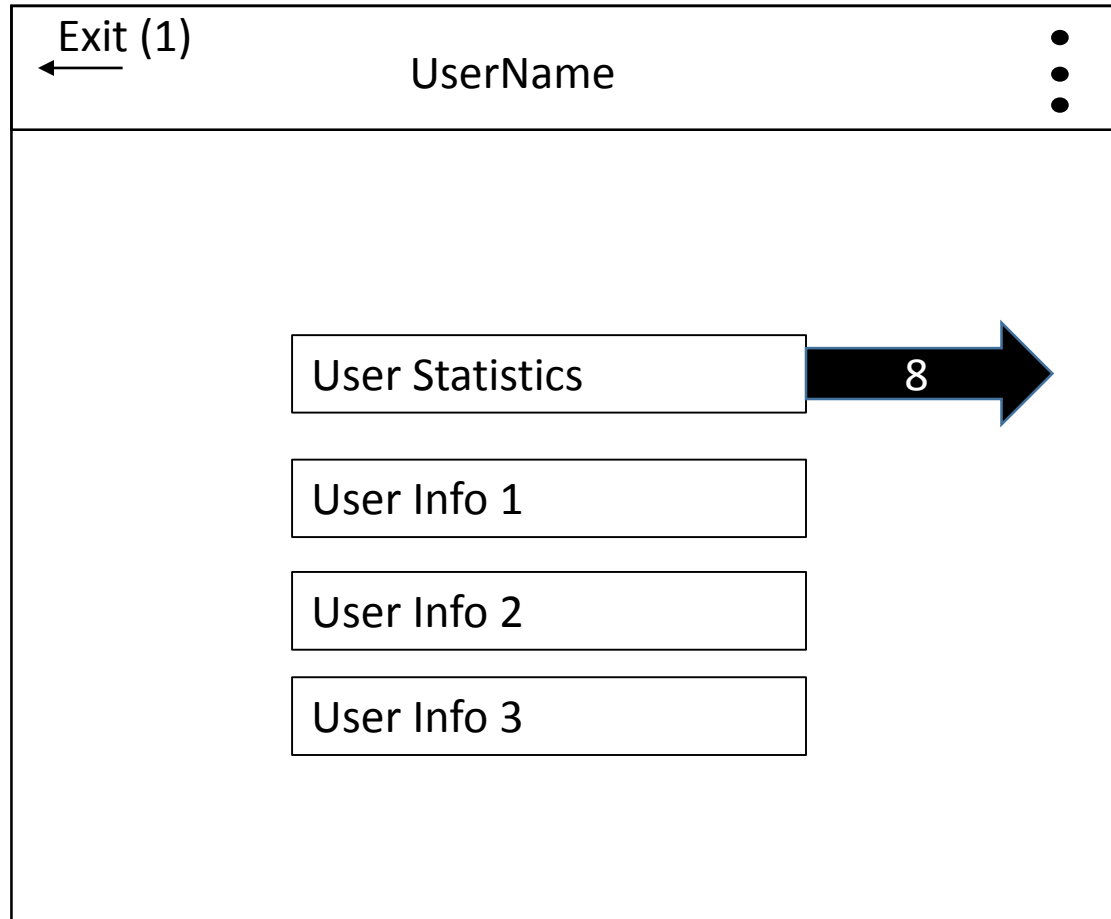 Exit (1)
UserName
User Statistics
8
User Info 1
User Info 2
User Info 3